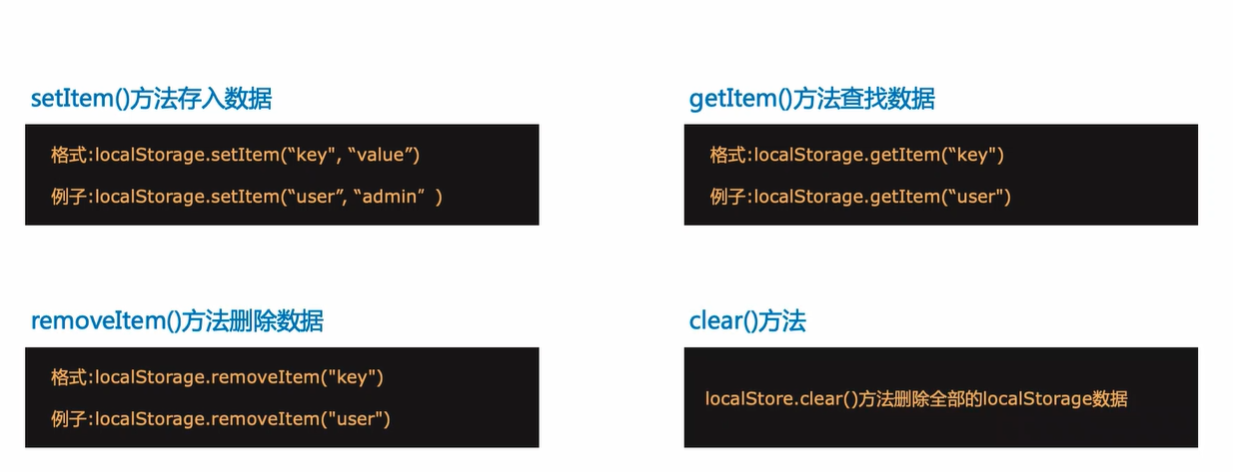 setItem()方法存入数据
格式:localStorage.setItem(“key", “value”)
例子:localStorage.setItem(“user”, “admin” )
getItem()方法查找数据
格式:localStorage.getItem(“key")
例子:localStorage.getItem(“user")
removeItem()方法删除数据
格式:localStorage.removeItem("key")
例子:localStorage.removeItem("user")
clear()方法
localStore.clear()方法删除全部的localStorage数据